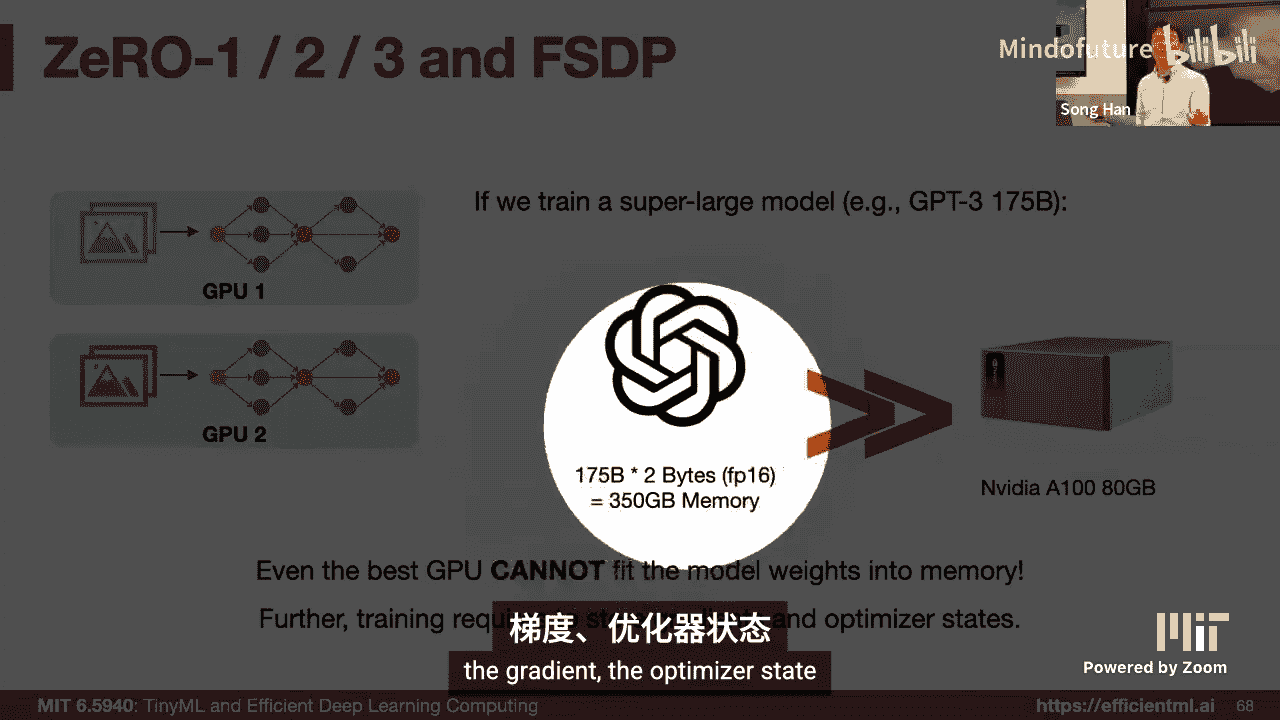 ZeRO-1 / 2 / 3 and FSDP
Mindofuture bilibili
Song Han
If we train a super-large model (e.g., GPT-3 175B):
GPU 1
GPU 2
175B * 2 Bytes (fp16)
= 350GB Memory
Nvidia A100 80GB
Even the best GPU CANNOT fit the model weights into memory!
Further, training and optimizer states.
梯度、优化器状态
the gradient, the optimizer state
MIT
Powered by Zoom
MIT 6.5940: TinyML and Efficient Deep Learning Computing
https://efficientml.ai 68